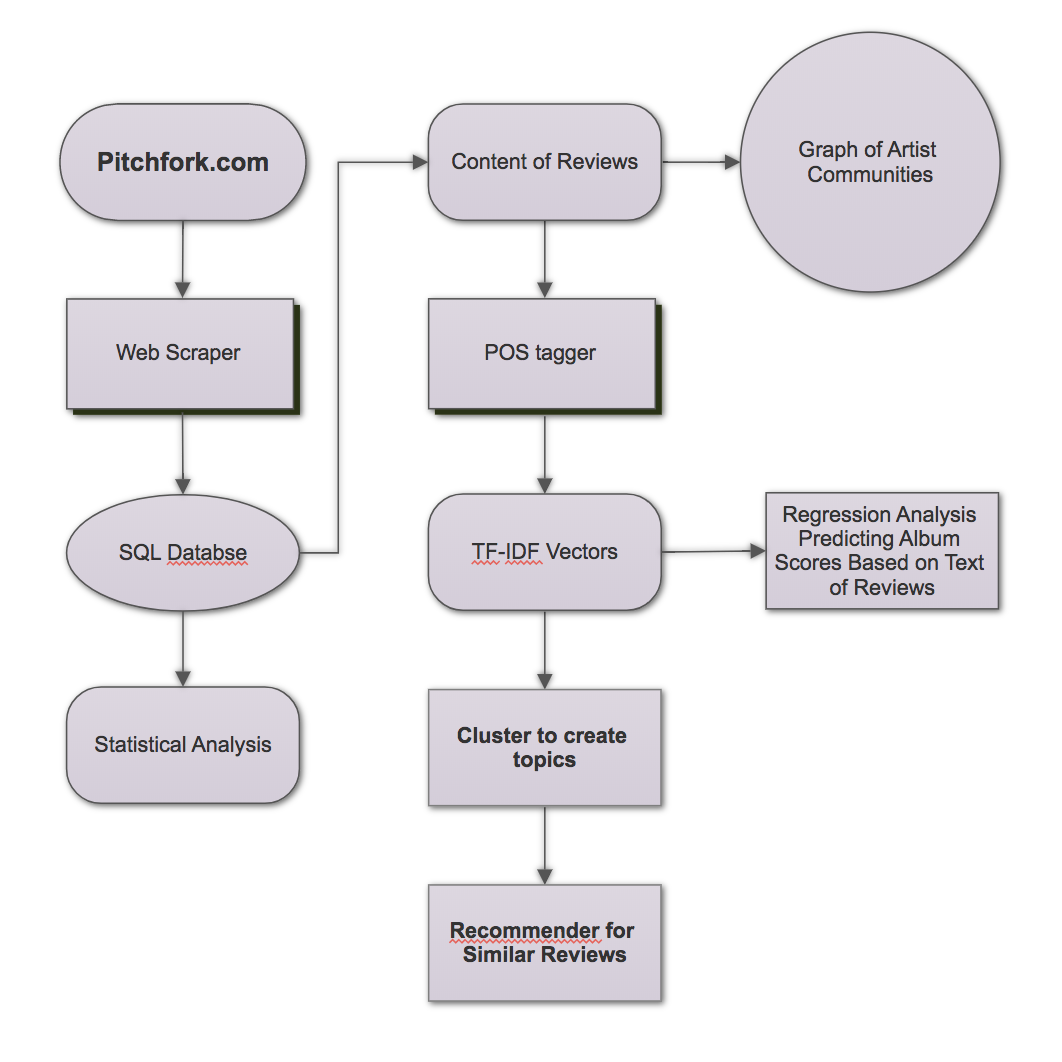 Pitchfork.com
Web Scraper
SQL Databse
Statistical Analysis
Content of Reviews
Graph of Artist
Communities
POS tagger
TF-IDF Vectors
Regression Analysis
Predicting Album
Scores Based on Text
of Reviews
Cluster to create
topics
Recommender for
Similar Reviews